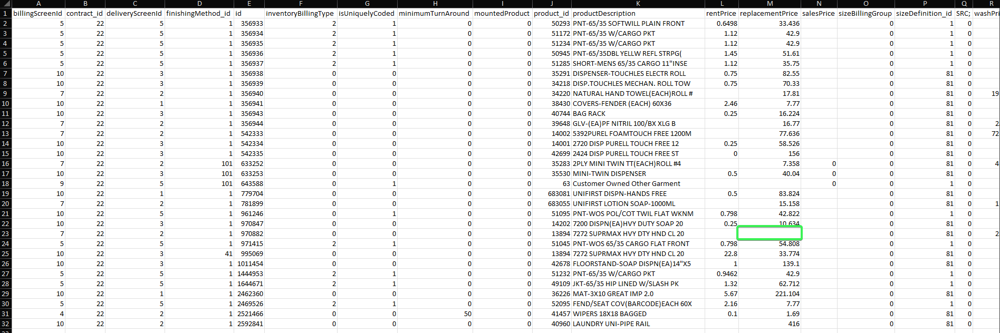 A B C D E F G H I J K L M N O P Q R
1 billingScreenId contract_id deliveryScreenId finishingMethod_id id inventoryBillingType isUniquelyCoded minimumTurnAround mountedProduct product_id productDescription rentPrice replacementPrice salesPrice sizeBillingGroup sizeDefinition_id SRC; washPri
2 5 22 5 1 356933 2 1 0 0 50293 PNT-65/35 SOFTWILL PLAIN FRONT 0.6498 33.436 0 1 0
3 5 22 5 1 356934 2 1 0 0 51172 PNT-65/35 W/CARGO PKT 1.12 42.9 0 1 0
4 5 22 5 1 356935 2 1 0 0 51234 PNT-65/35 W/CARGO PKT 1.12 42.9 0 1 0
5 5 22 5 1 356936 2 1 0 0 50945 PNT-65/35DBL YELLW REFL STRPG( 1.45 51.61 0 1 0
6 5 22 5 1 356937 2 1 0 0 51285 SHORT-MENS 65/35 CARGO 11"INSE 1.12 35.75 0 1 0
7 10 22 3 1 356938 0 0 0 0 35291 DISPENSER-TOUCHLES ELECTR ROLL 0.75 82.55 0 81 0
8 10 22 3 1 356939 0 0 0 0 34218 DISP.TOUCHLES MECHAN. ROLL TOW 0.75 70.33 0 81 0
9 7 22 2 1 356940 0 0 0 0 34220 NATURAL HAND TOWEL(EACH)ROLL # 17.81 0 81 0 19
10 10 22 1 1 356941 0 0 0 0 38430 COVERS-FENDER (EACH) 60X36 2.46 7.77 0 81 0
11 10 22 3 1 356943 0 0 0 0 40744 BAG RACK 0.25 16.224 0 81 0
12 7 22 2 1 356944 0 0 0 0 39648 GLV-(EA)PF NITRIL 100/BX XLG B 16.77 0 81 0 2
13 7 22 2 1 542333 0 0 0 0 14002 5392PUREL FOAMTOUCH FREE 1200M 77.636 0 81 0 72
14 10 22 3 1 542334 0 0 0 0 14001 2720 DISP PURELL TOUCH FREE 12 0.25 58.526 0 81 0
15 10 22 3 1 542335 0 0 0 0 42699 2424 DISP PURELL TOUCH FREE ST 0 156 0 81 0
16 7 22 2 101 633252 0 0 0 0 35283 2PLY MINI TWIN TT(EACH)ROLL #4 7.358 0 0 81 0 4
17 10 22 3 101 633253 0 0 0 0 35530 MINI-TWIN DISPENSER 0.5 40.04 0 0 81 0
18 9 22 5 101 643588 0 1 0 0 63 Customer Owned Other Garment 0 0 1 0
19 10 22 1 1 779704 0 0 0 0 683081 UNIFIRST DISPN-HANDS FREE 0.5 83.824 0 81 0
20 7 22 2 1 781899 0 0 0 0 683055 UNIFIRST LOTION SOAP-1000ML 15.158 0 81 0 1
21 10 22 5 1 961246 0 1 0 0 51095 PNT-WOS POL/COT TWIL FLAT WKNM 0.798 42.822 0 1 0
22 10 22 3 1 970847 0 0 0 0 14202 7200 DISPN(EA)HVY DUTY SOAP 20 0.25 10.634 0 81 0
23 7 22 2 1 970882 0 0 0 0 13894 7272 SUPRMAX HVY DTY HND CL 20 0 81 0 2
24 5 22 5 1 971415 2 1 0 0 51045 PNT-WOS 65/35 CARGO FLAT FRONT 0.798 54.808 0 1 0
25 10 22 3 41 995069 0 0 0 0 13894 7272 SUPRMAX HVY DTY HND CL 20 22.8 33.774 0 81 0
26 10 22 3 1 1011454 0 0 0 0 42678 FLOORSTAND-SOAP DISPN(EA)14"X5 1 139.1 0 81 0
27 5 22 5 1 1444953 2 1 0 0 51232 PNT-65/35 W/CARGO PKT 0.9462 42.9 0 1 0
28 5 22 5 1 1644671 2 1 0 0 49109 JKT-65/35 HIP LINED W/SLASH PK 1.32 62.712 0 1 0
29 10 22 1 1 2462360 0 0 0 0 36226 MAT-3X10 GREAT IMP 2.0 5.67 221.104 0 81 0
30 5 22 5 1 2469526 2 1 0 0 52095 FEND/SEAT COV(BARCODE)EACH 60X 2.16 7.77 0 1 0
31 4 22 2 1 2521466 0 0 50 0 41457 WIPERS 18X18 BAGGED 0.1 1.69 0 81 0
32 10 22 2 1 2592841 0 0 0 0 40960 LAUNDRY UNI-PIPE RAIL 416 0 81 0